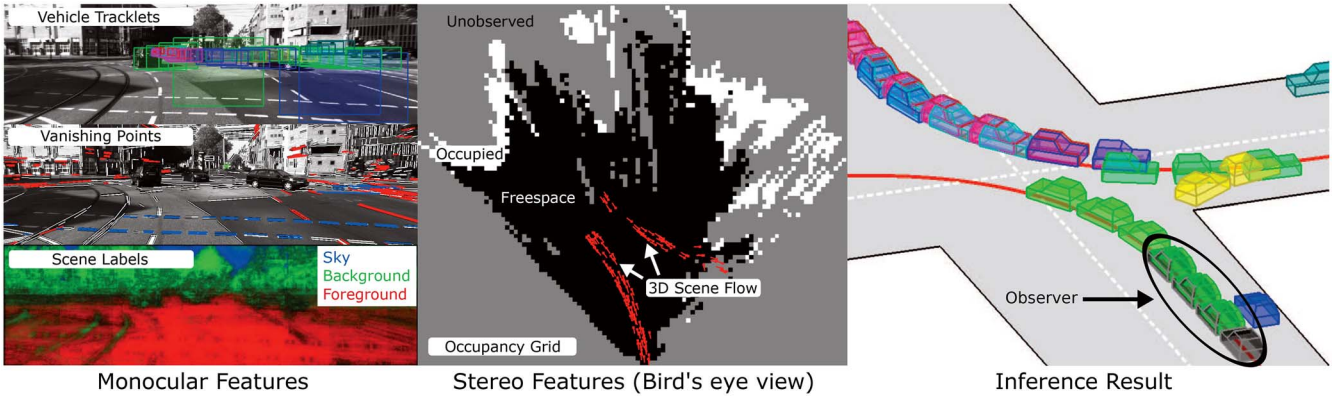 Vehicle Tracklets
Vanishing Points
Scene Labels
Sky
Background
Foreground
Monocular Features
Unobserved
Occupied
Freespace
3D Scene Flow
Occupancy Grid
Stereo Features (Bird's eye view)
Observer
Inference Result